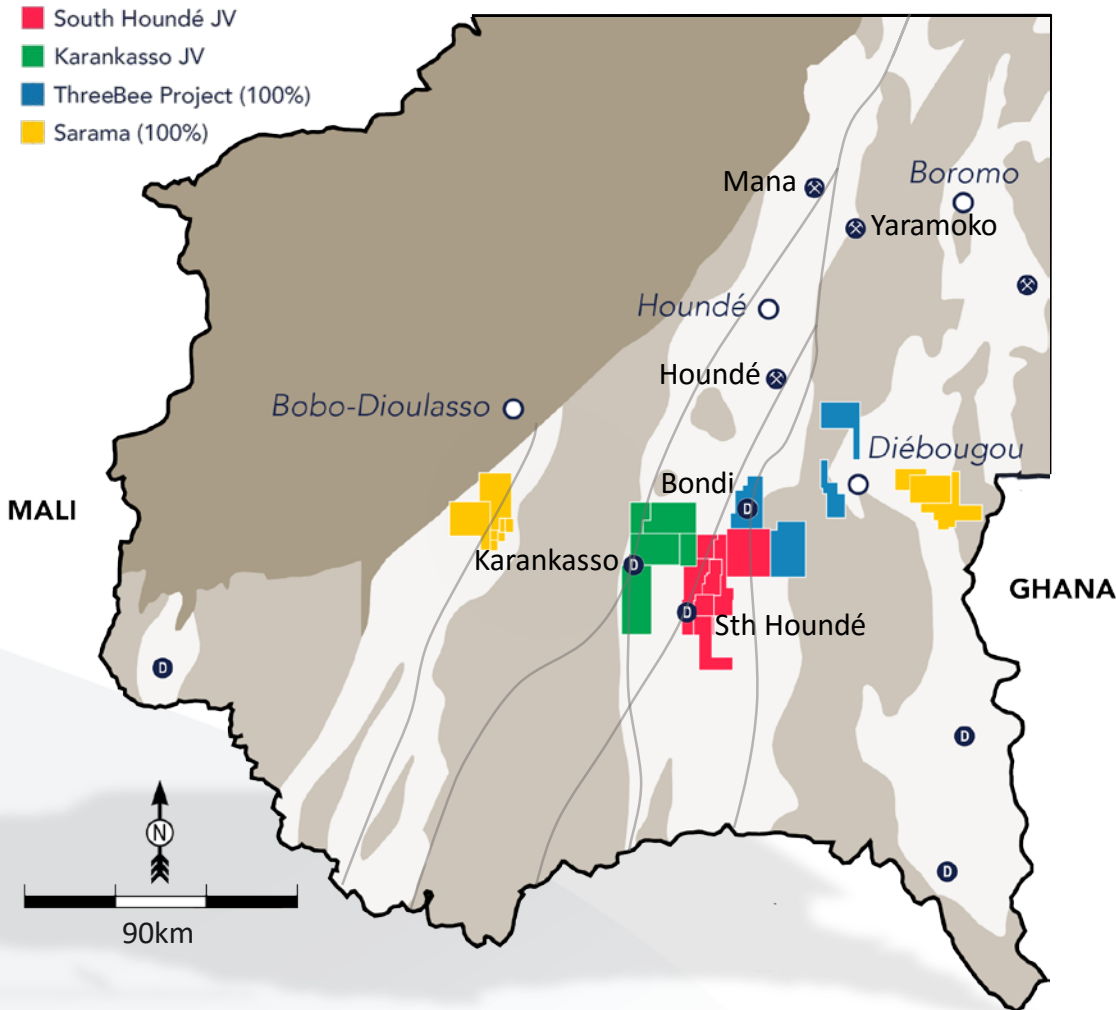 South Houndé JV
Karankasso JV
ThreeBee Project (100%)
Sarama (100%)
Mana
Boromo
Yaramoko
Houndé
Houndé
Bobo-Dioulasso
Diébougou
Bondi
D
MALI
Karankasso
D
GHANA
D
Sth Houndé
D
D
N
D
90km